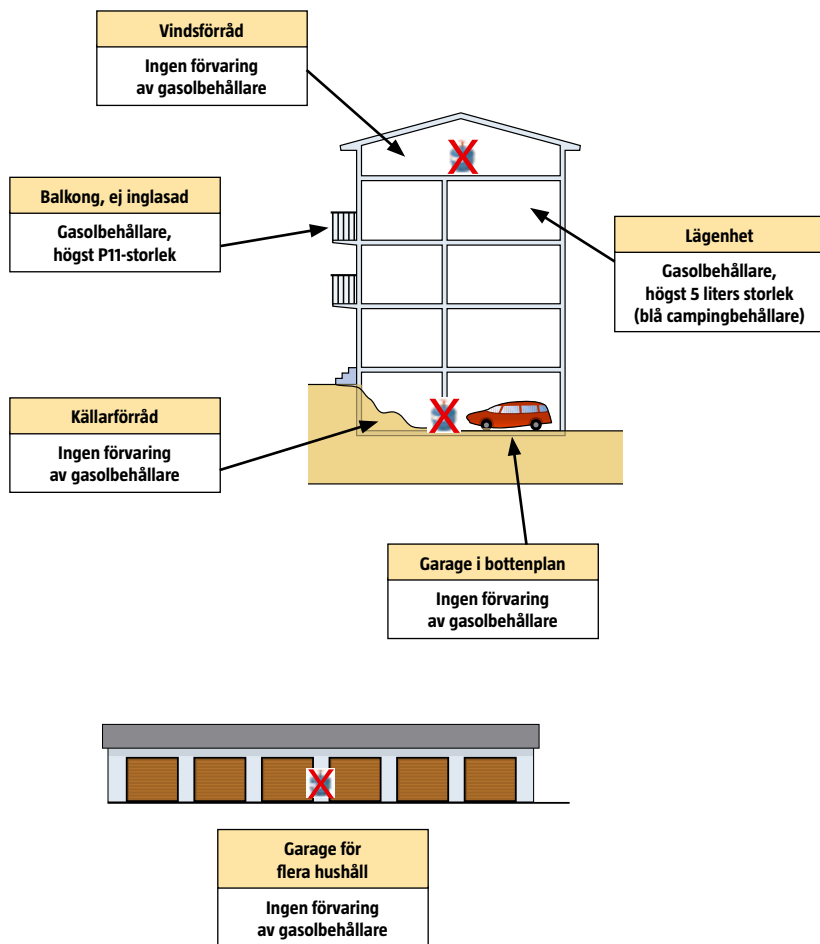 Vindsförråd
Ingen förvaring
av gasolbehållare
Balkong, ej inglasad
Gasolbehållare,
högst P11-storlek
Lägenhet
Gasolbehållare,
högst 5 liters storlek
(blå campingbehållare)
Källarförråd
Ingen förvaring
av gasolbehållare
Garage i bottenplan
Ingen förvaring
av gasolbehållare
Garage för
flera hushåll
Ingen förvaring
av gasolbehållare